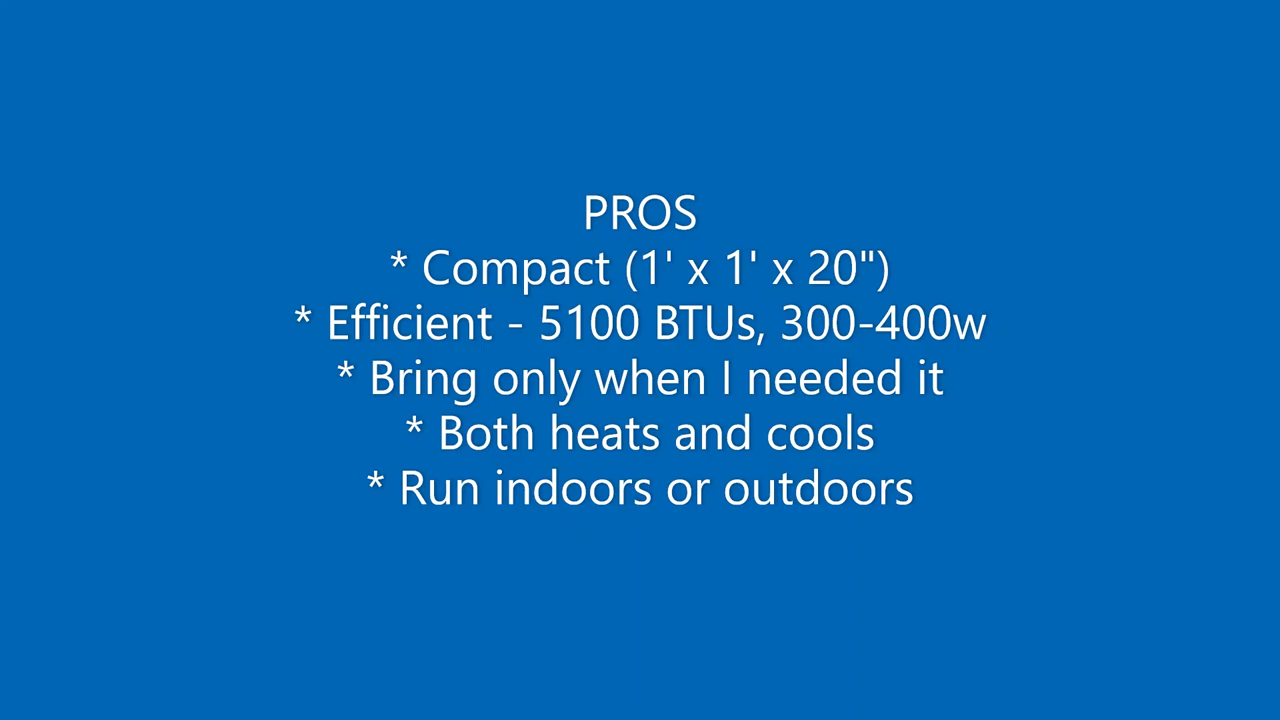 PROS
* Compact (1' x 1' x 20")
* Efficient - 5100 BTUs, 300-400w
* Bring only when I needed it
* Both heats and cools
* Run indoors or outdoors